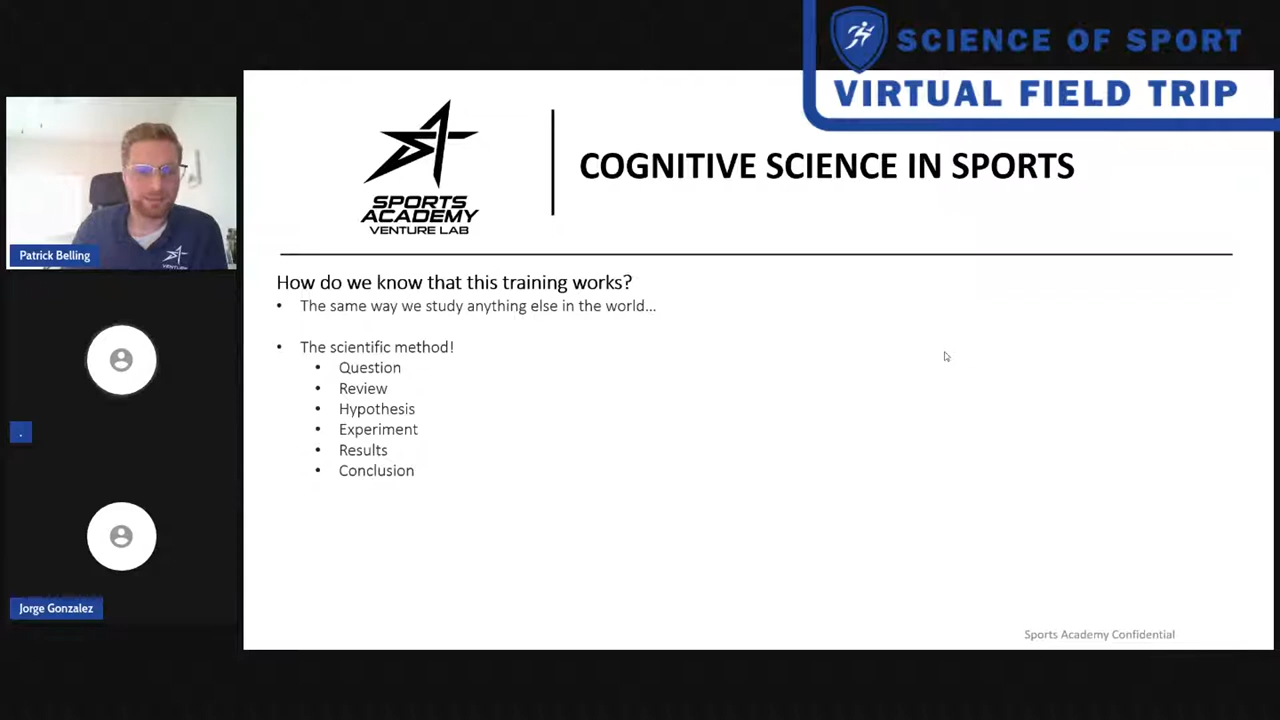 SCIENCE OF SPORT
VIRTUAL FIELD TRIP
SPORTS
ACADEMY
VENTURE LAB
COGNITIVE SCIENCE IN SPORTS
Patrick Belling
VENTURE
How do we know that this training works?
• The same way we study anything else in the world...
• The scientific method!
• Question
• Review
• Hypothesis
• Experiment
• Results
• Conclusion
.
Jorge Gonzalez
Sports Academy Confidential